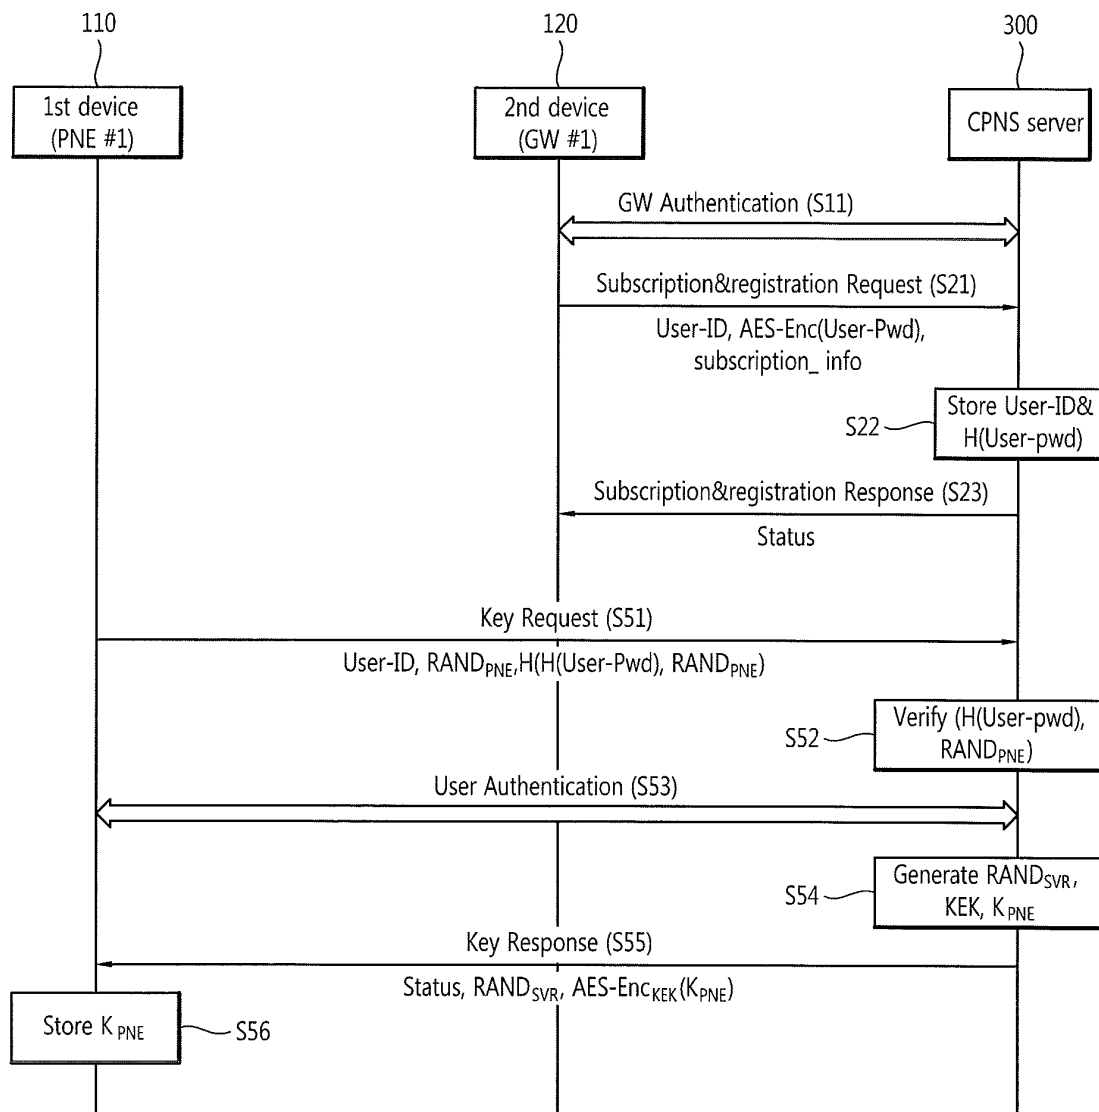 110
120
300
1st device
(PNE #1)
2nd device
(GW #1)
CPNS server
GW Authentication (S11)
Subscription&registration Request (S21)
User-ID, AES-Enc(User-Pwd),
subscription_ info
Store User-ID&
H(User-pwd)
S22
Subscription&registration Response (S23)
Status
Key Request (S51)
User-ID, RANDPNE,H(H(User-Pwd), RANDPNE)
Verify (H(User-pwd),
RANDPNE)
S52
User Authentication (S53)
Generate RANDSVR,
KEK, KPNE
S54
Key Response (S55)
Status, RANDSVR, AES-EncKEK(KPNE)
Store KPNE
S56